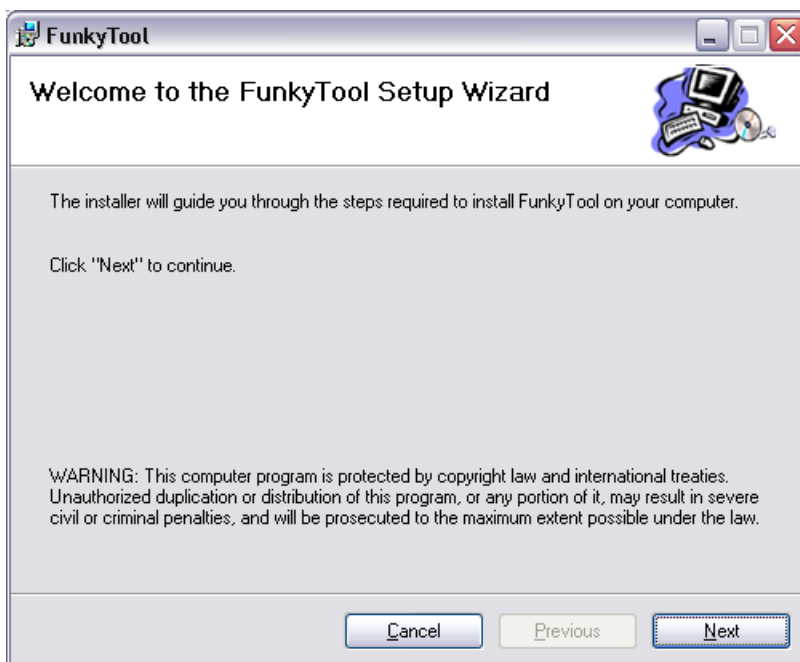 FunkyTool
Welcome to the FunkyTool Setup Wizard
The installer will guide you through the steps required to install FunkyTool on your computer.
Click "Next" to continue.
WARNING: This computer program is protected by copyright law and international treaties.
Unauthorized duplication or distribution of this program, or any portion of it, may result in severe
civil or criminal penalties, and will be prosecuted to the maximum extent possible under the law.
Cancel Previous Next